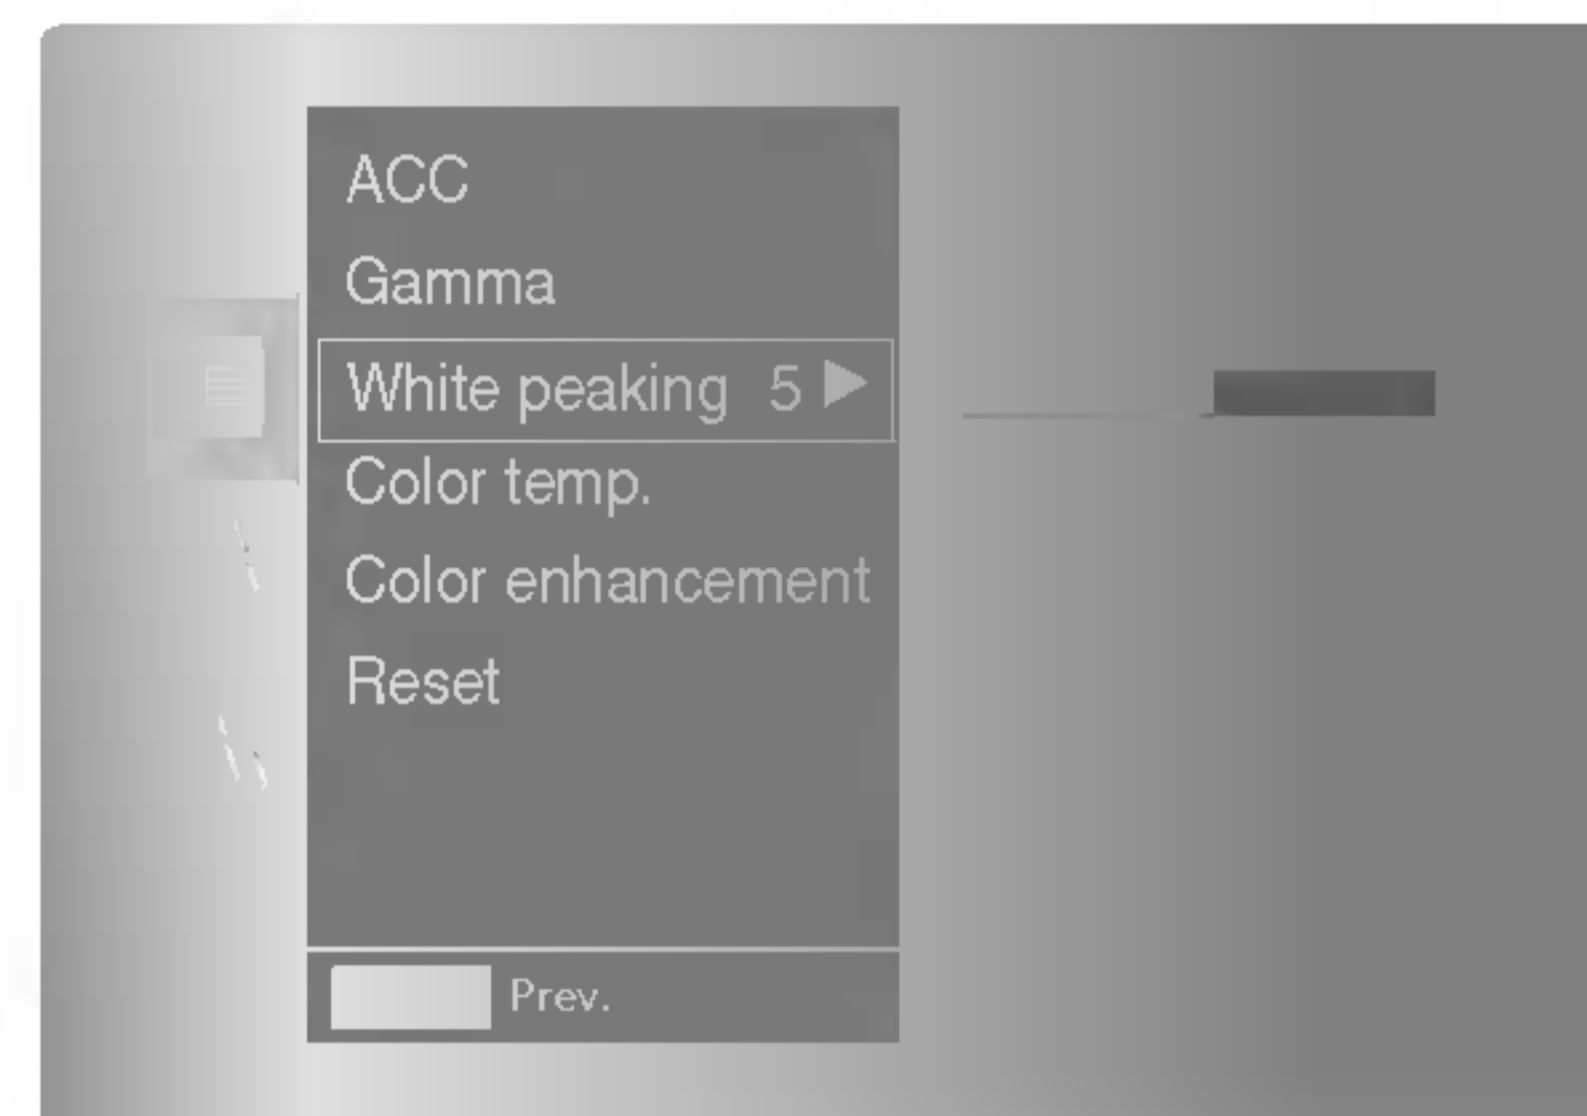 ACC
Gamma
White peaking 5 ▶
Color temp.
Color enhancement
Reset
Prev.